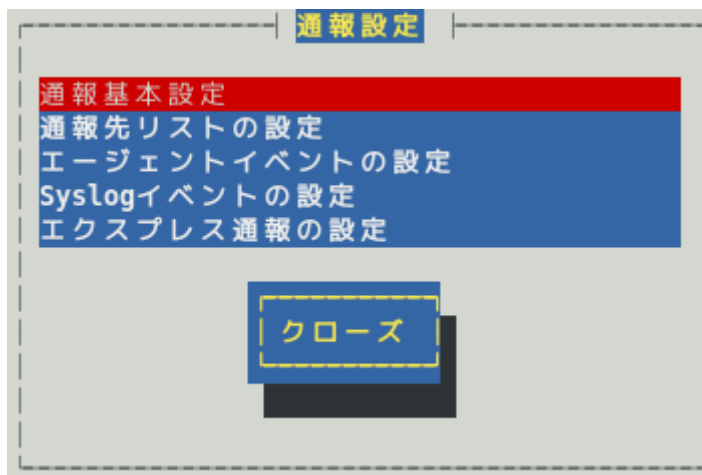 通報設定
通報基本設定
通報先リストの設定
エージェントイベントの設定
Syslogイベントの設定
エクスプレス通報の設定
クローズ